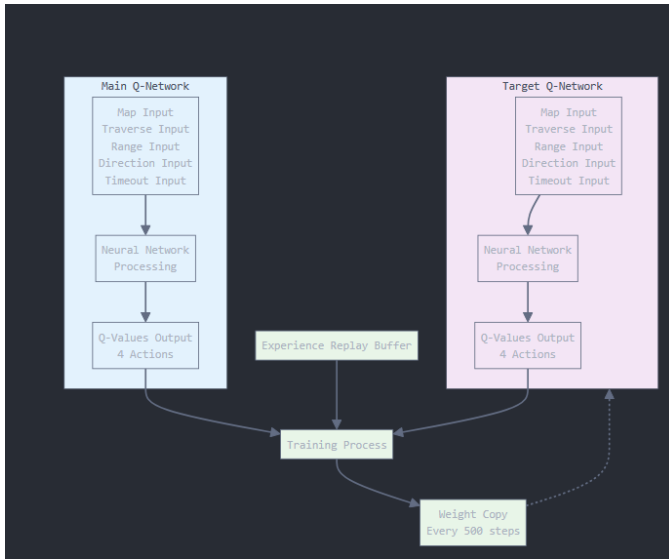 Main Q-Network
Map Input
Traverse Input
Range Input
Direction Input
Timeout Input
Neural Network
Processing
Q-Values Output
4 Actions
Target Q-Network
Map Input
Traverse Input
Range Input
Direction Input
Timeout Input
Neural Network
Processing
Q-Values Output
4 Actions
Experience Replay Buffer
Training Process
Weight Copy
Every 500 steps